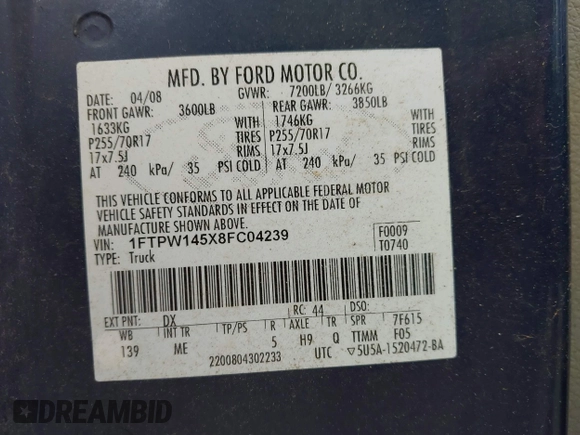 MFD. BY FORD MOTOR CO.
DATE: 04/08 GVWR: 7200LB/ 3266KG
FRONT GAWR: 3600LB REAR GAWR: 3850LB
1633KG WITH 1746KG WITH
P255/70R17 TIRES P255/70R17 TIRES
17x7.5J RIMS 17x7.5J RIMS
AT 240 kPa/ 35 PSI COLD AT 240 kPa/ 35 PSI COLD
THIS VEHICLE CONFORMS TO ALL APPLICABLE FEDERAL MOTOR
VEHICLE SAFETY STANDARDS IN EFFECT ON THE DATE OF
MANUFACTURE SHOWN ABOVE.
VIN: 1FTPW145X8FC04239 F0009
TYPE: Truck T0740
EXT PNT: DX RC: 44 DSO:
WB INT TR TP/PS R AXLE TR SPR 7F615
139 ME 5 H9 Q TTMM F05
2200804302233 UTC ▽5U5A-1520472-BA
DREAMBID